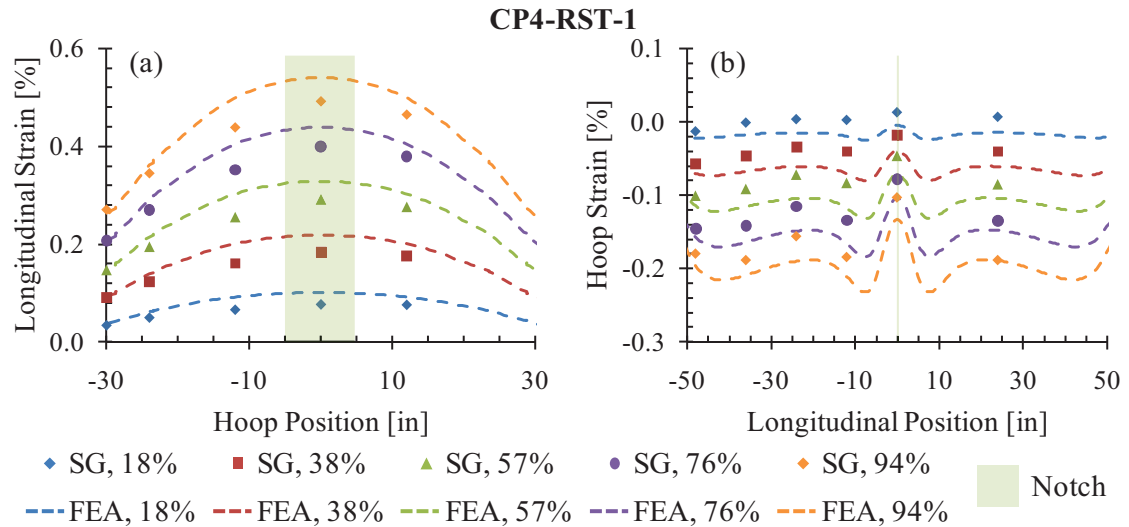 CP4-RST-1
(a)
Longitudinal Strain [%]
0.6
0.4
0.2
0.0
-30
-10
10
30
Hoop Position [in]
(b)
Hoop Strain [%]
0.1
0.0
-0.1
-0.2
-0.3
-50
-30
-10
10
30
50
Longitudinal Position [in]
SG, 18%
SG, 38%
SG, 57%
SG, 76%
SG, 94%
FEA, 18%
FEA, 38%
FEA, 57%
FEA, 76%
FEA, 94%
Notch